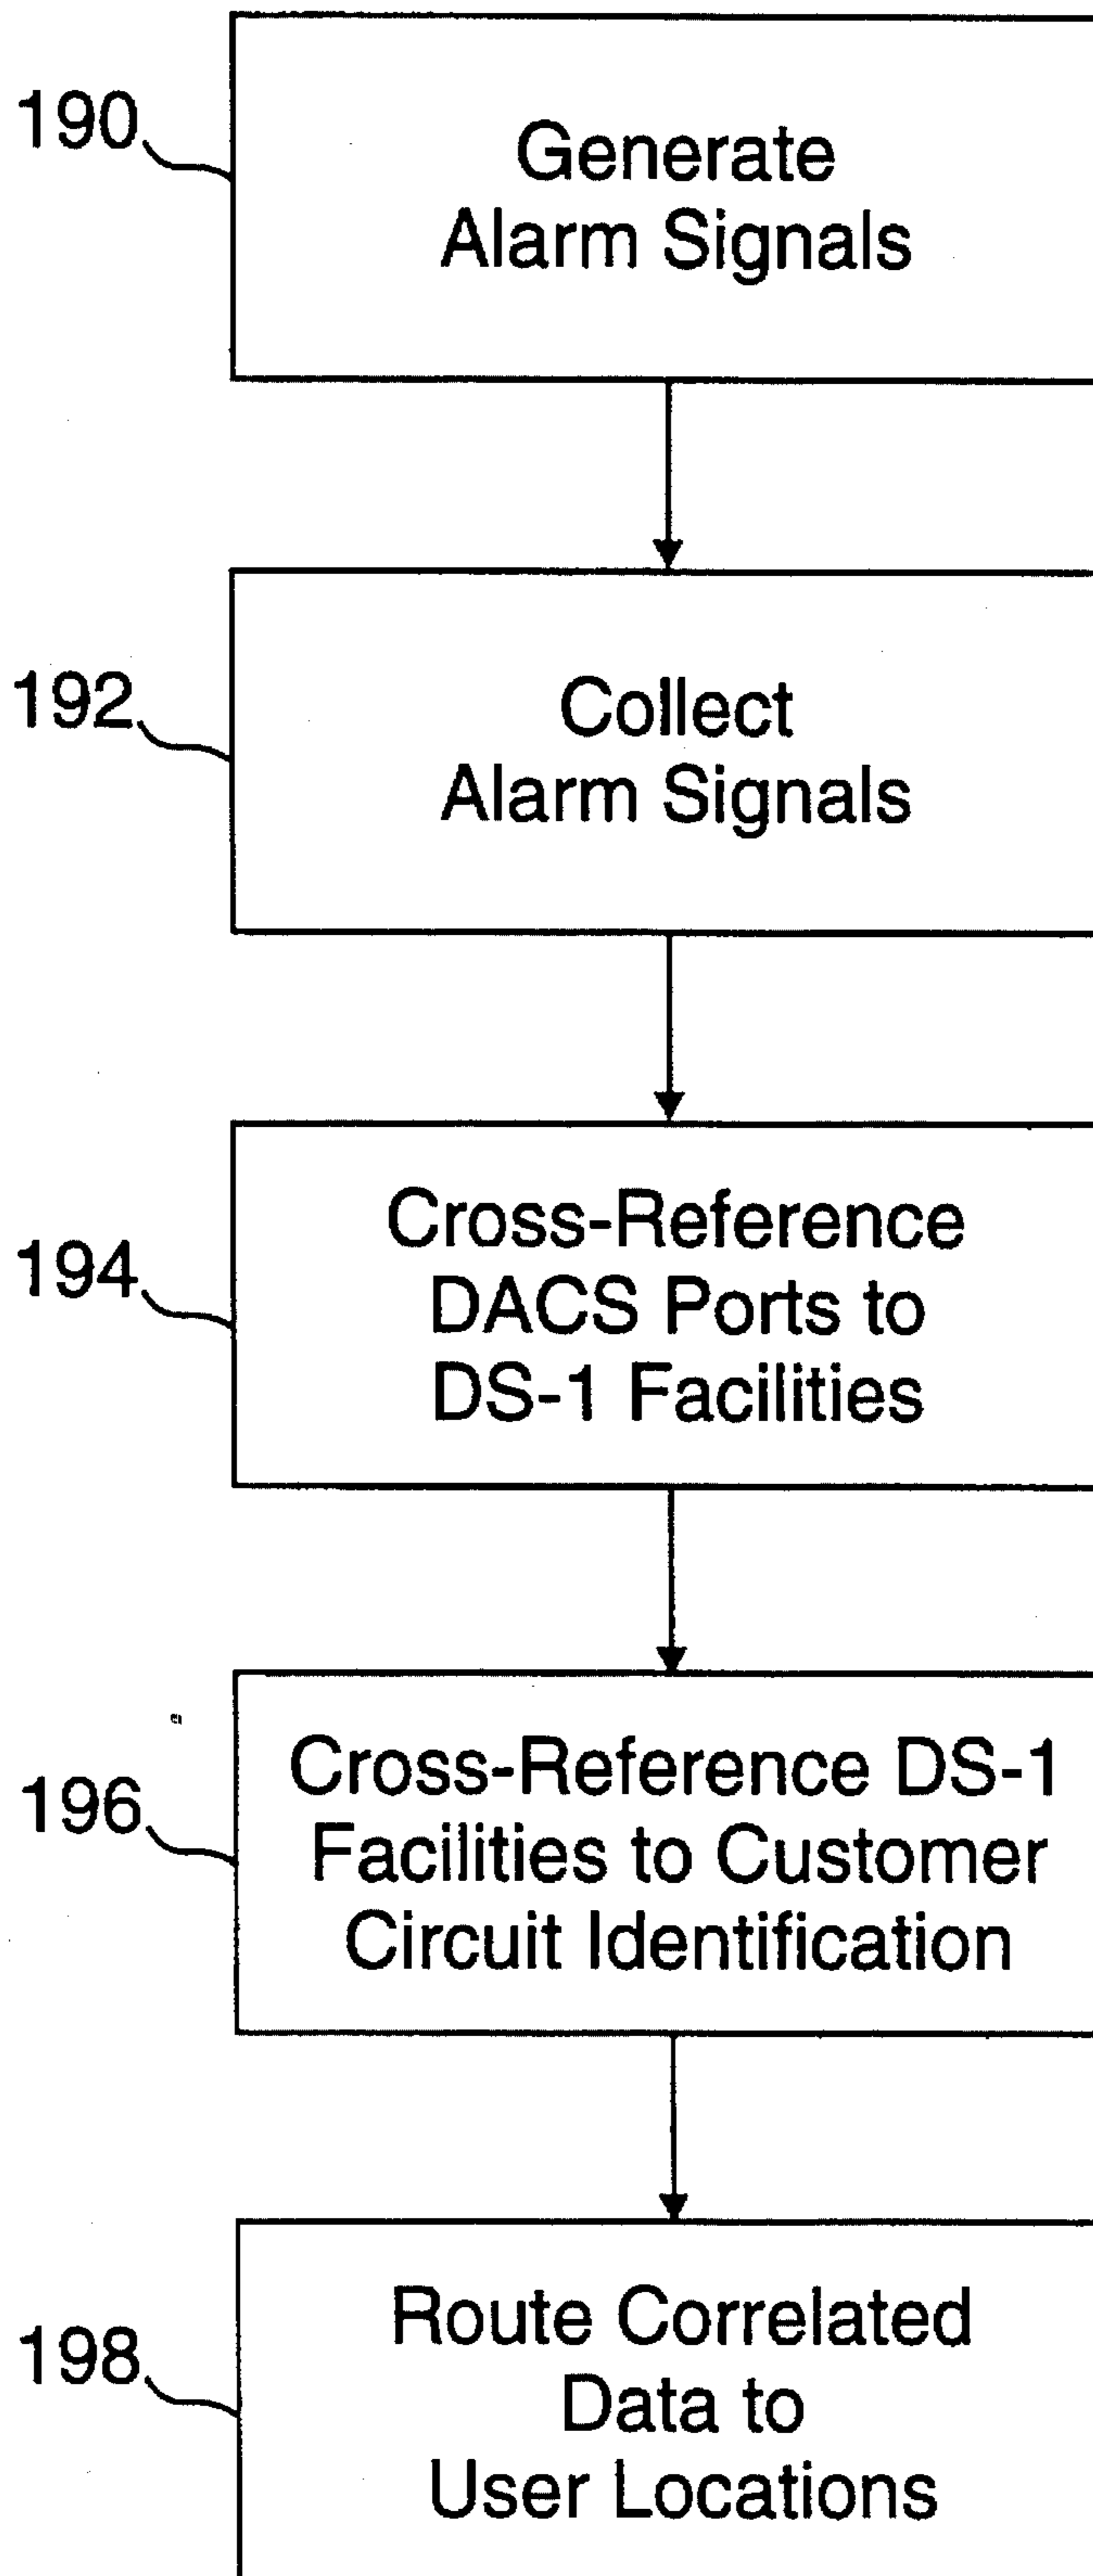 190
Generate
Alarm Signals
192
Collect
Alarm Signals
194
Cross-Reference
DACS Ports to
DS-1 Facilities
196
Cross-Reference DS-1
Facilities to Customer
Circuit Identification
198
Route Correlated
Data to
User Locations